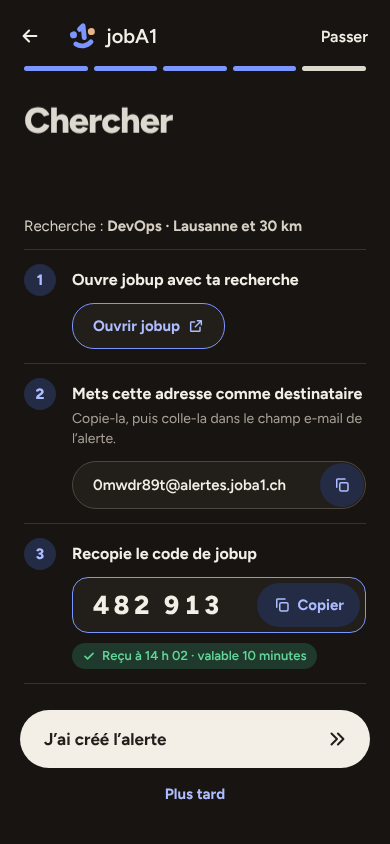 jobA1
Passer
Chercher
Recherche : DevOps · Lausanne et 30 km
1
Ouvre jobup avec ta recherche
Ouvrir jobup
2
Mets cette adresse comme destinataire
Copie-la, puis colle-la dans le champ e-mail de
l’alerte.
0mwdr89t@alertes.joba1.ch
3
Recopie le code de jobup
482 913
Copier
Reçu à 14 h 02 · valable 10 minutes
J’ai créé l’alerte
Plus tard